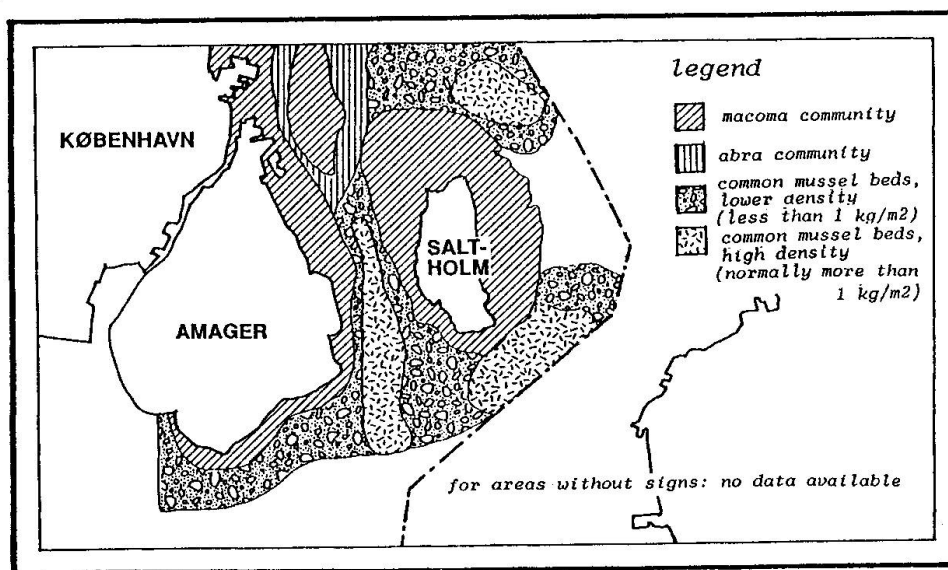 legend
macoma community
abra community
common mussel beds,
lower density
(less than 1 kg/m2)
common mussel beds,
high density
(normally more than
1 kg/m2)
KØBENHAVN
SALT-
HOLM
AMAGER
for areas without signs: no data available